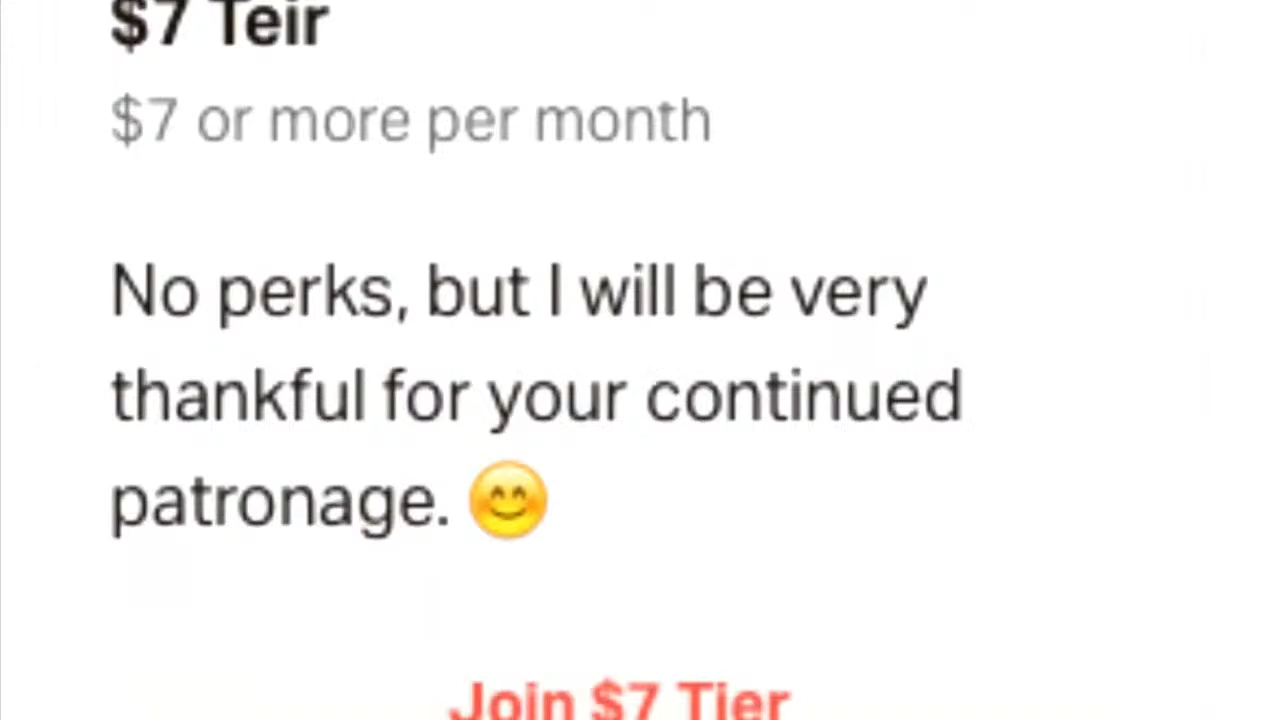 $7 Teir
$7 or more per month
No perks, but I will be very
thankful for your continued
patronage. 😊
Join $7 Tier